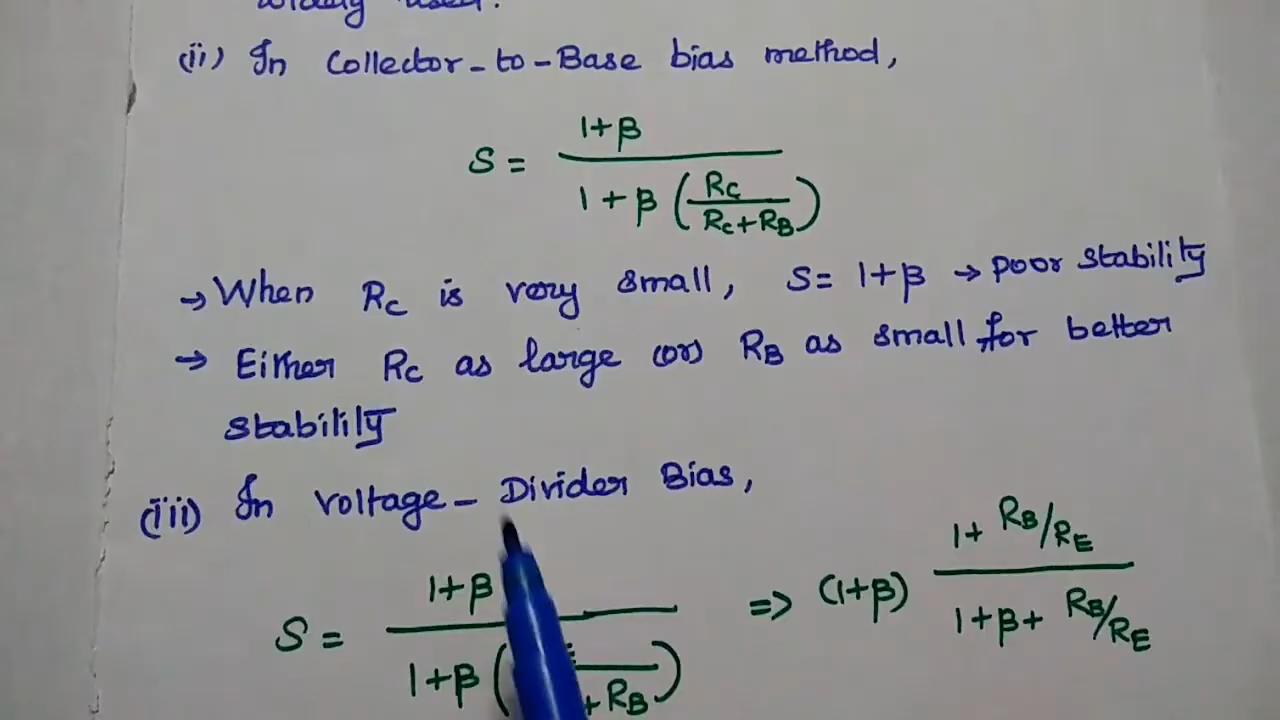 widely used.
(ii) In Collector-to-Base bias method,
S = 1+β / 1+β (RC / RC+RB)
→ When RC is very small, S= 1+β → poor stability
→ Either RC as large (or) RB as small for better
stability
(iii) In Voltage-Divider Bias,
S = 1+β / 1+β ( +RB) => (1+β) 1+ RB/RE / 1+β+ RB/RE